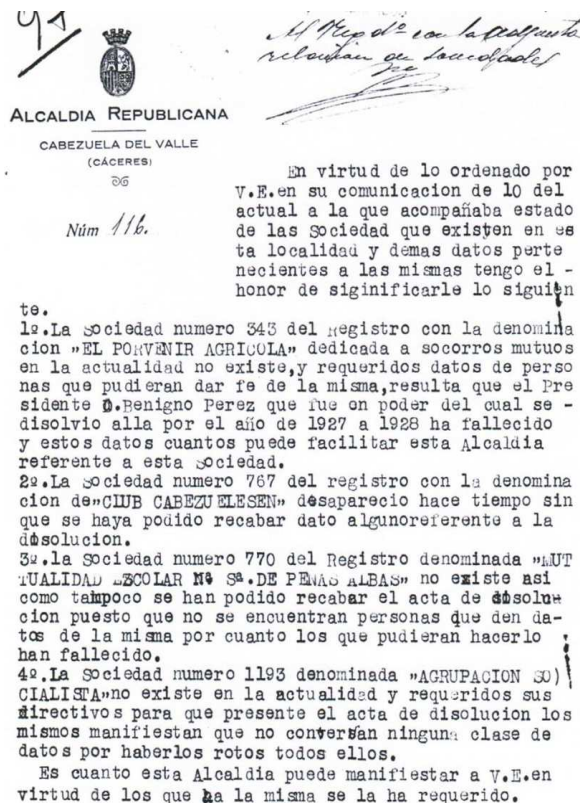 91
Al Negdo con la adjunta
relacion de sociedades
ALCALDIA REPUBLICANA
CABEZUELA DEL VALLE
(CÁCERES)
Núm 116.
En virtud de lo ordenado por
V.E.en su comunicacion de 10 del
actual a la que acompañaba estado
de las Sociedad que existen en es
ta localidad y demas datos perte
necientes a las mismas tengo el -
honor de siginificarle lo siguien
te.
1º.La Sociedad numero 343 del Registro con la denomina
cion "EL PORVENIR AGRICOLA" dedicada a socorros mutuos
en la actualidad no existe,y requeridos datos de perso
nas que pudieran dar fe de la misma,resulta que el Pre
sidente D.Benigno Perez que fue en poder del cual se -
disolvio alla por el año de 1927 a 1928 ha fallecido
y estos datos cuantos puede facilitar esta Alcaldia
referente a esta Sociedad.
2º.La Sociedad numero 767 del registro con la denomina
cion de"CIUB CABEZUELESEN" desaparecio hace tiempo sin
que se haya podido recabar dato algunoreferente a la
disolucion.
3º.la Sociedad numero 770 del Registro denominada "MUT
TUALIDAD ESCOLAR Nª Sª.DE PEÑAS ALBAS" no existe asi
como tampoco se han podido recabar el acta de disolu-
cion puesto que no se encuentran personas que den da-
tos de la misma por cuanto los que pudieran hacerlo
han fallecido.
4º.La Sociedad numero 1193 denominada "AGRUPACION SO)
CIALISTA"no existe en la actualidad y requeridos sus
directivos para que presente el acta de disolucion los
mismos manifiestan que no conversan ninguna clase de
datos por haberlos rotos todos ellos.
Es cuanto esta Alcaldia puede manifiestar a V.E.en
virtud de los que ha la misma se la ha requerido.